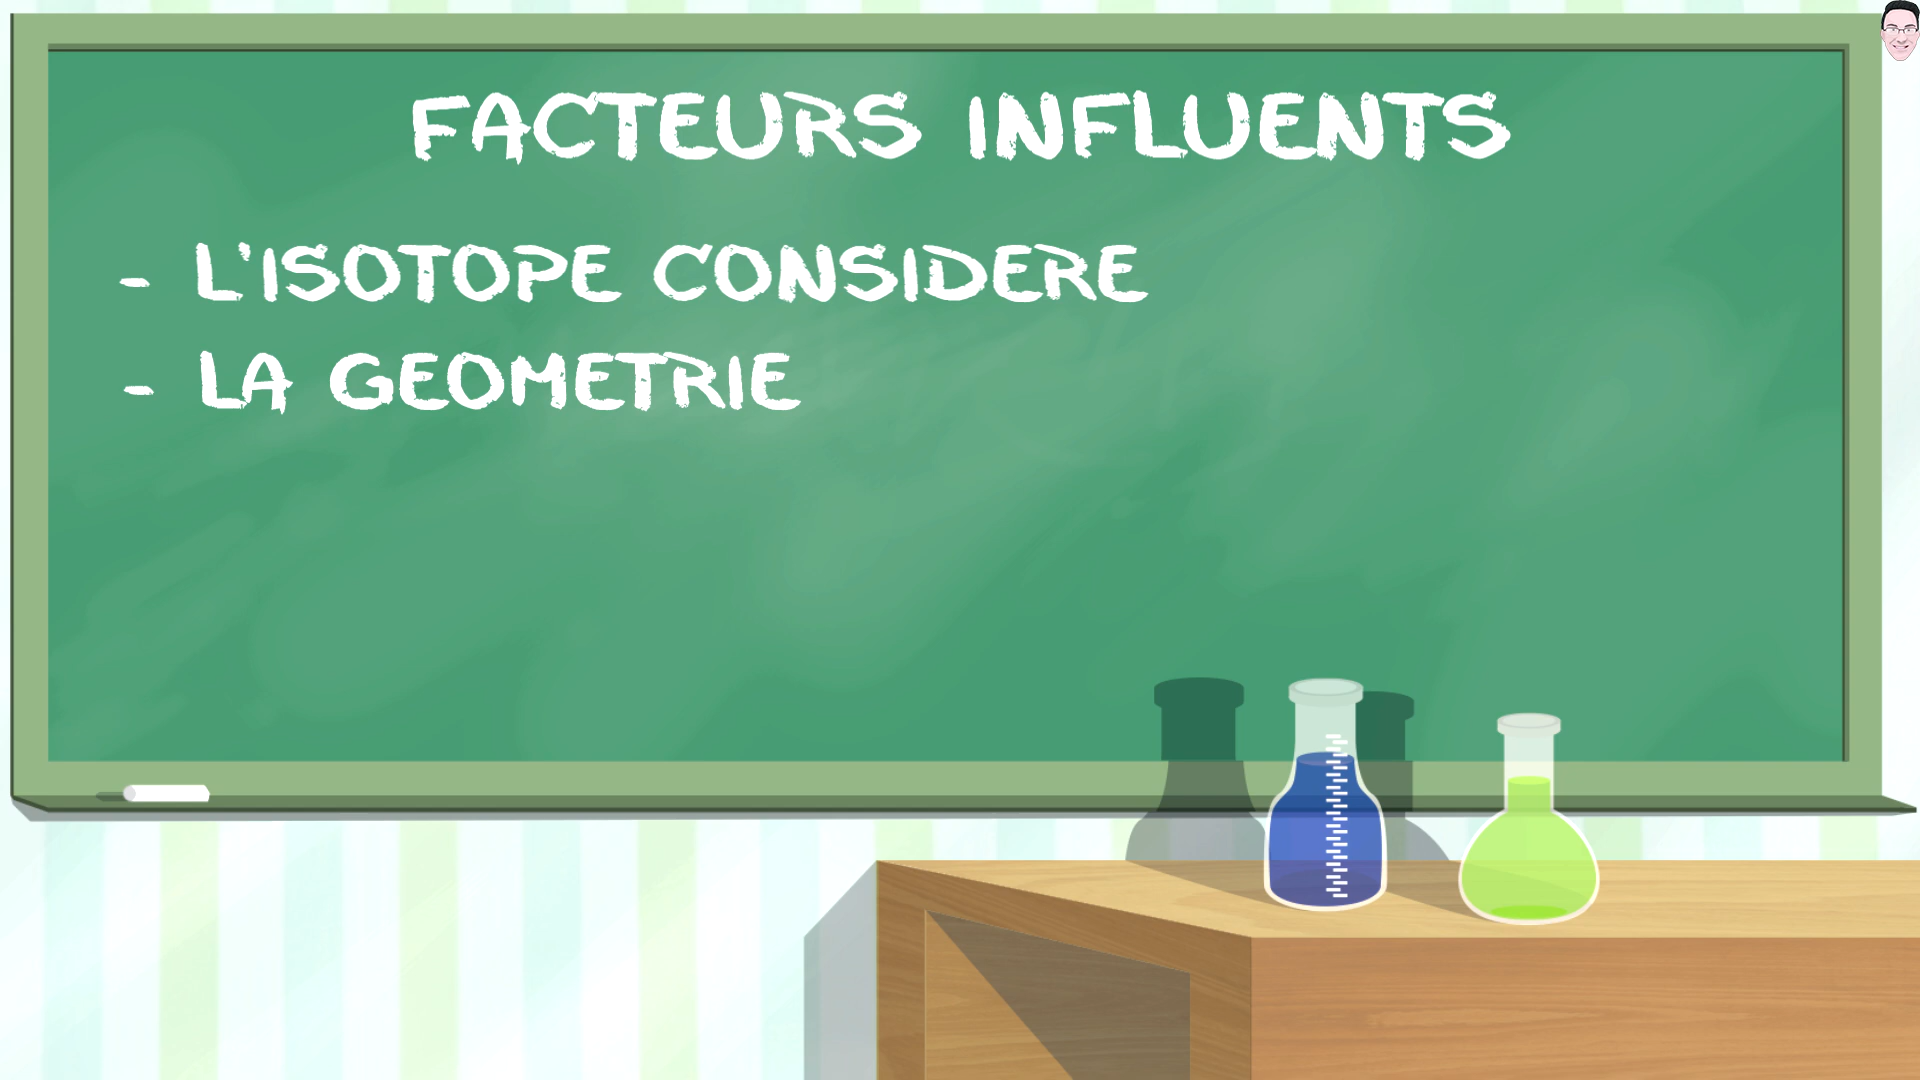 FACTEURS INFLUENTS
- L'ISOTOPE CONSIDERE
- LA GEOMETRIE